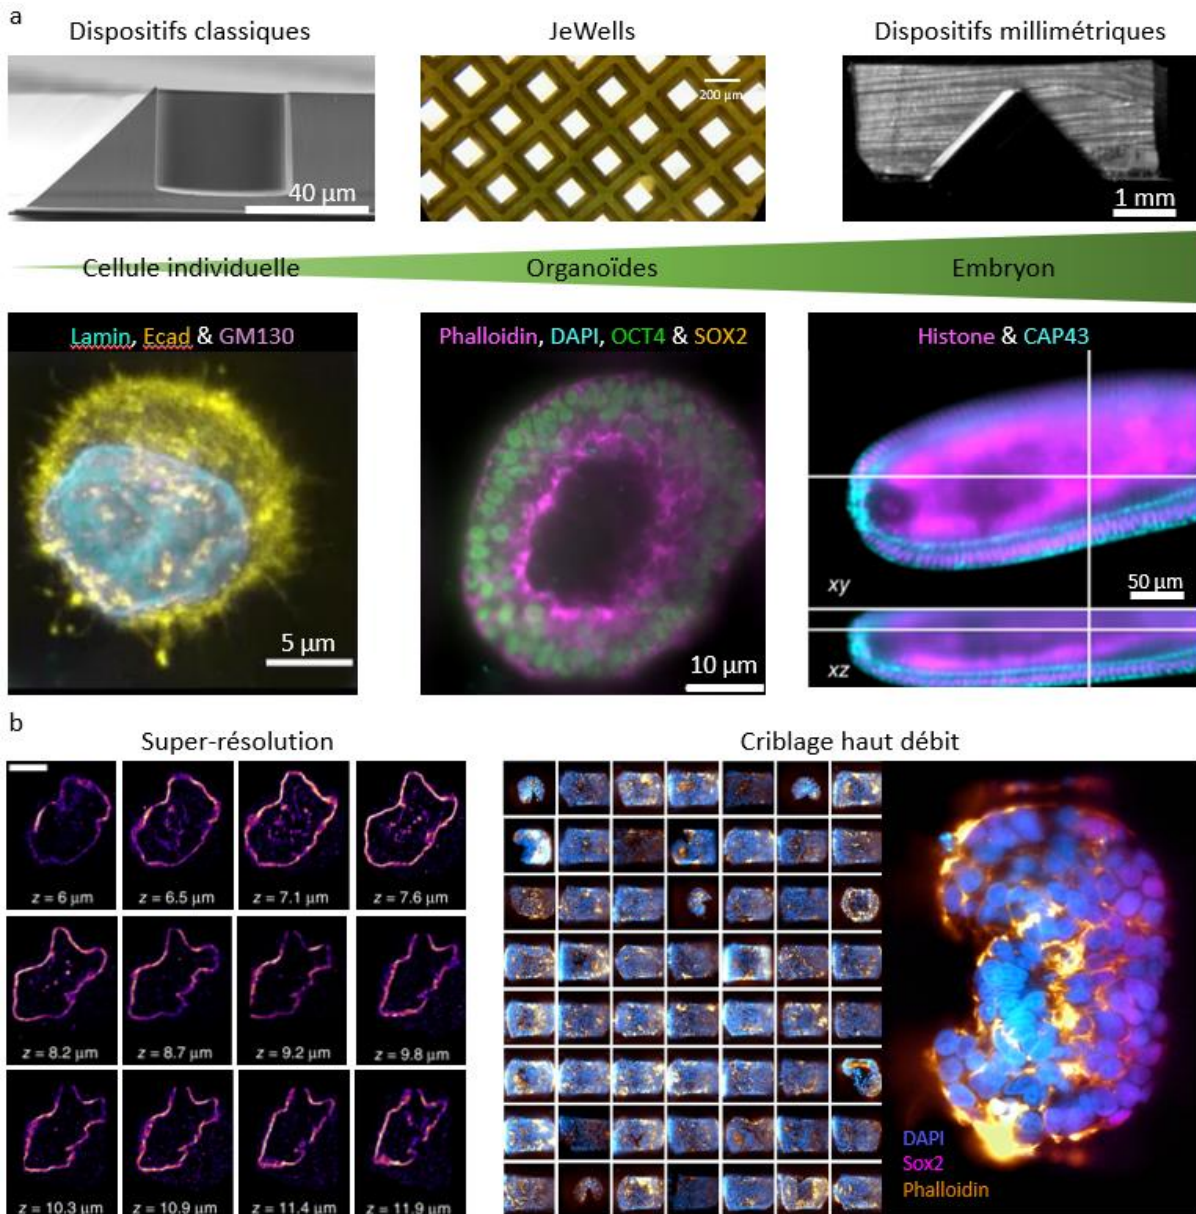 a
Dispositifs classiques
JeWells
Dispositifs millimétriques
40 µm
200 µm
1 mm
Cellule individuelle
Organoïdes
Embryon
Lamin, Ecad & GM130
Phalloidin, DAPI, OCT4 & SOX2
Histone & CAP43
5 µm
10 µm
xy
50 µm
xz
b
Super-résolution
Criblage haut débit
z = 6 µm
z = 6.5 µm
z = 7.1 µm
z = 7.6 µm
z = 8.2 µm
z = 8.7 µm
z = 9.2 µm
z = 9.8 µm
z = 10.3 µm
z = 10.9 µm
z = 11.4 µm
z = 11.9 µm
DAPI
Sox2
Phalloidin